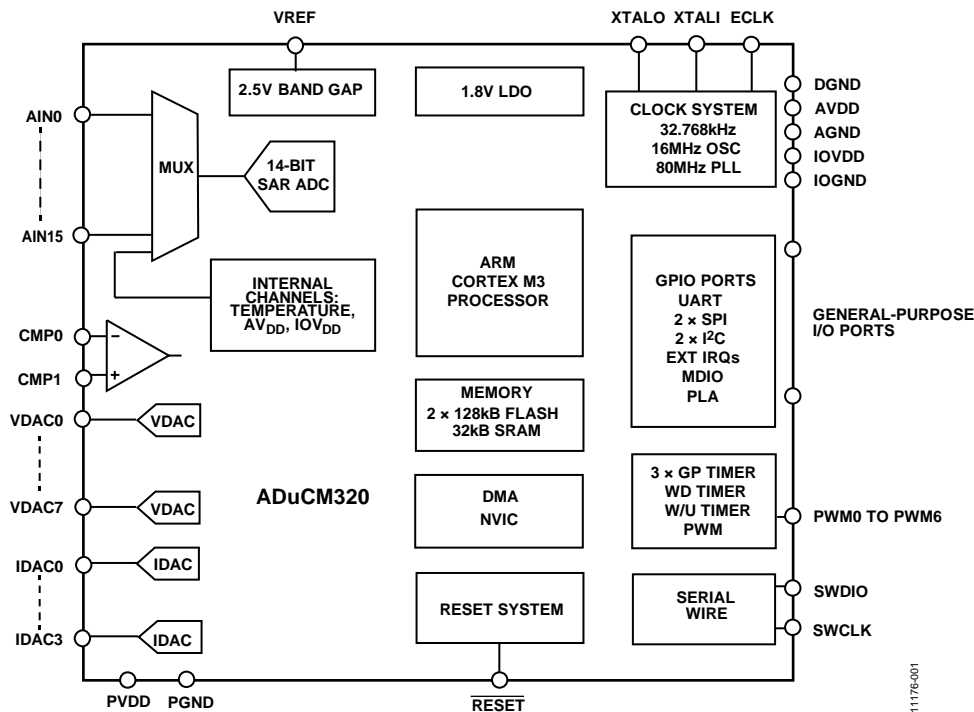 VREF
XTALO XTALI ECLK
2.5V BAND GAP
1.8V LDO
CLOCK SYSTEM
32.768kHz
16MHz OSC
80MHz PLL
DGND
AVDD
AGND
IOVDD
IOGND
AIN0
AIN15
MUX
14-BIT
SAR ADC
INTERNAL
CHANNELS:
TEMPERATURE,
AVDD, IOVDD
ARM
CORTEX M3
PROCESSOR
GPIO PORTS
UART
2 × SPI
2 × I²C
EXT IRQs
MDIO
PLA
GENERAL-PURPOSE
I/O PORTS
CMP0
CMP1
−
+
VDAC0
VDAC
VDAC7
VDAC
IDAC0
IDAC
IDAC3
IDAC
MEMORY
2 × 128kB FLASH
32kB SRAM
ADuCM320
DMA
NVIC
3 × GP TIMER
WD TIMER
W/U TIMER
PWM
PWM0 TO PWM6
RESET SYSTEM
SERIAL
WIRE
SWDIO
SWCLK
PVDD PGND
RESET
11176-001